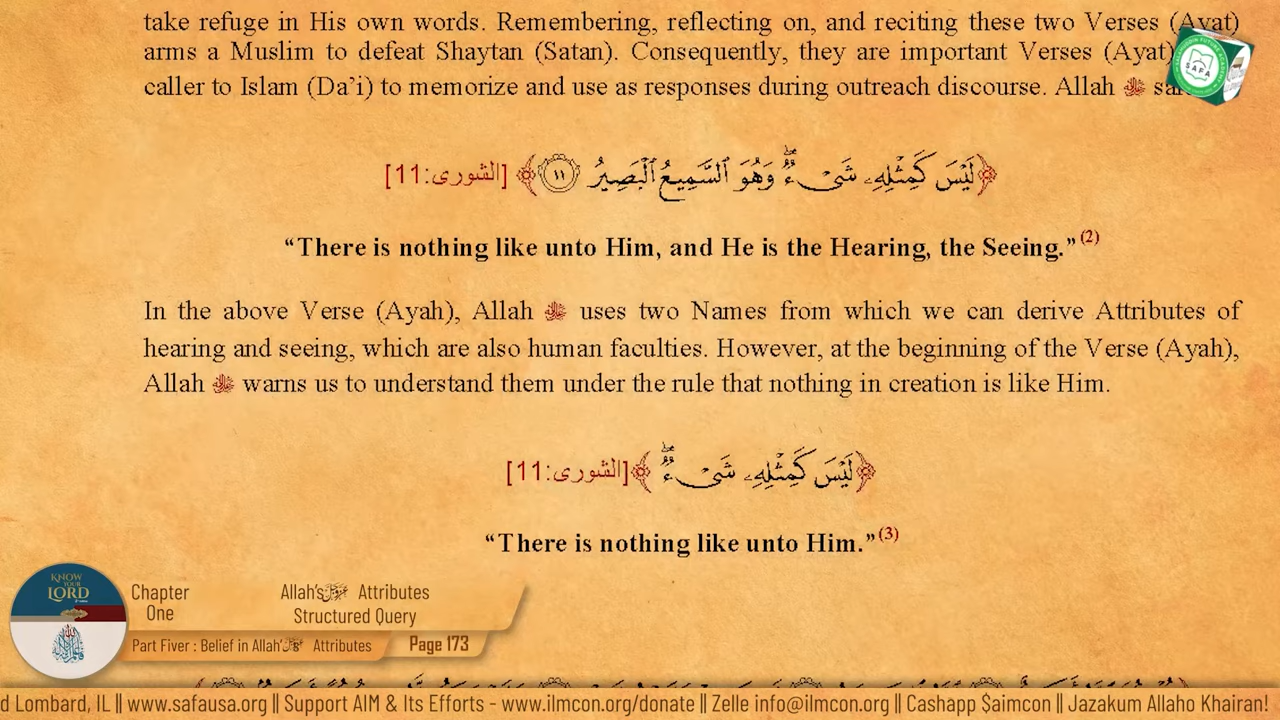 take refuge in His own words. Remembering, reflecting on, and reciting these two Verses (Ayat)
arms a Muslim to defeat Shaytan (Satan). Consequently, they are important Verses (Ayat)
caller to Islam (Da’i) to memorize and use as responses during outreach discourse. Allah ﷻ
﴿لَيْسَ كَمِثْلِهِۦ شَىْءٌۖ وَهُوَ ٱلسَّمِيعُ ٱلْبَصِيرُ ١١﴾ [الشورى:11]
“There is nothing like unto Him, and He is the Hearing, the Seeing.” (2)
In the above Verse (Ayah), Allah ﷻ uses two Names from which we can derive Attributes of
hearing and seeing, which are also human faculties. However, at the beginning of the Verse (Ayah),
Allah ﷻ warns us to understand them under the rule that nothing in creation is like Him.
﴿لَيْسَ كَمِثْلِهِۦ شَىْءٌۖ﴾ [الشورى:11]
“There is nothing like unto Him.” (3)
SAFA
KNOW
YOUR
LORD
Chapter
One
Allah’s Attributes
Structured Query
Part Fiver : Belief in Allah’s Attributes
Page 173
d Lombard, IL || www.safausa.org || Support AIM & Its Efforts - www.ilmcon.org/donate || Zelle info@ilmcon.org || Cashapp $aimcon || Jazakum Allaho Khairan!